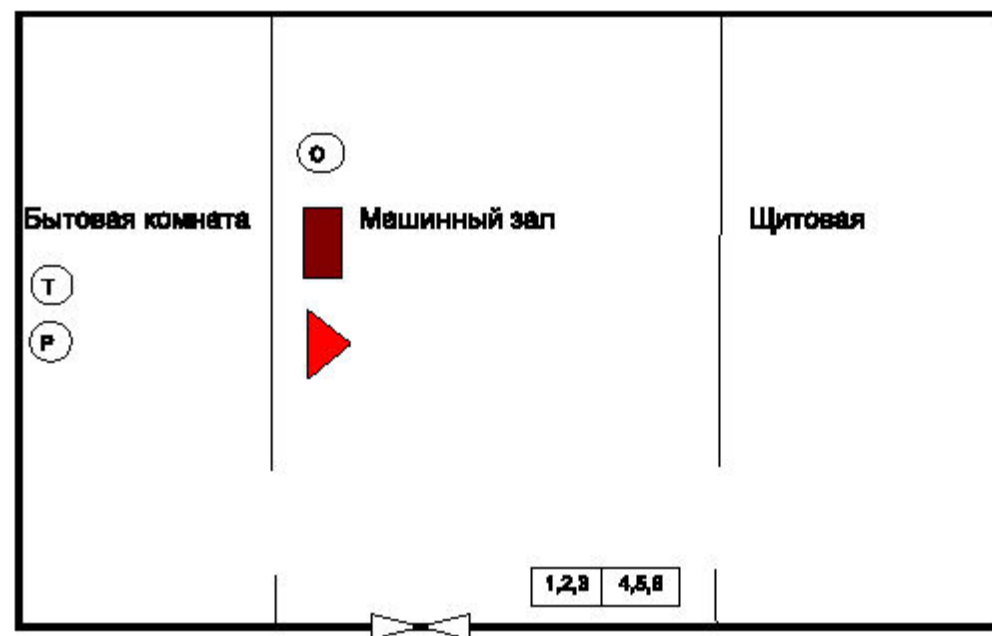 О
Бытовая комната
Машинный зал
Щитовая
Т
Р
1,2,3
4,5,6